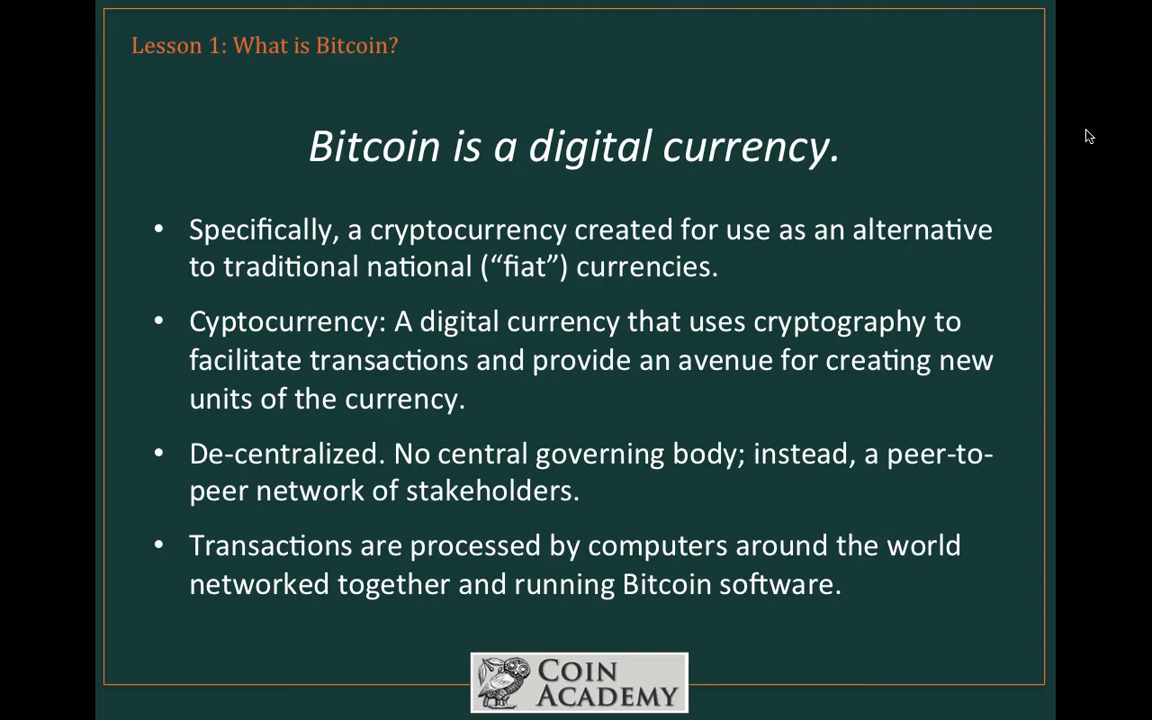 Lesson 1: What is Bitcoin?
Bitcoin is a digital currency.
• Specifically, a cryptocurrency created for use as an alternative
to traditional national (“fiat”) currencies.
• Cyptocurrency: A digital currency that uses cryptography to
facilitate transactions and provide an avenue for creating new
units of the currency.
• De-centralized. No central governing body; instead, a peer-to-
peer network of stakeholders.
• Transactions are processed by computers around the world
networked together and running Bitcoin software.
COIN
ACADEMY